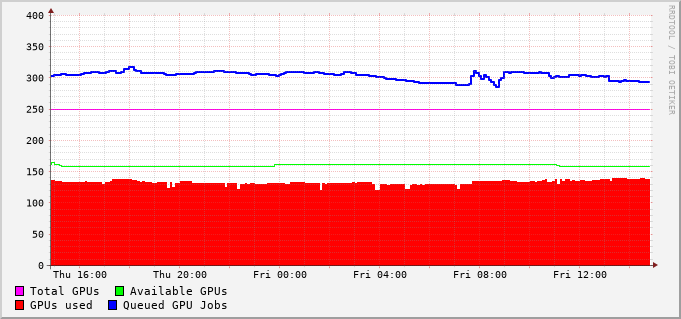 400
350
300
250
200
150
100
50
0
Thu 16:00 Thu 20:00 Fri 00:00 Fri 04:00 Fri 08:00 Fri 12:00
Total GPUs Available GPUs
GPUs used Queued GPU Jobs
RRDTOOL / TOBI OETIKER